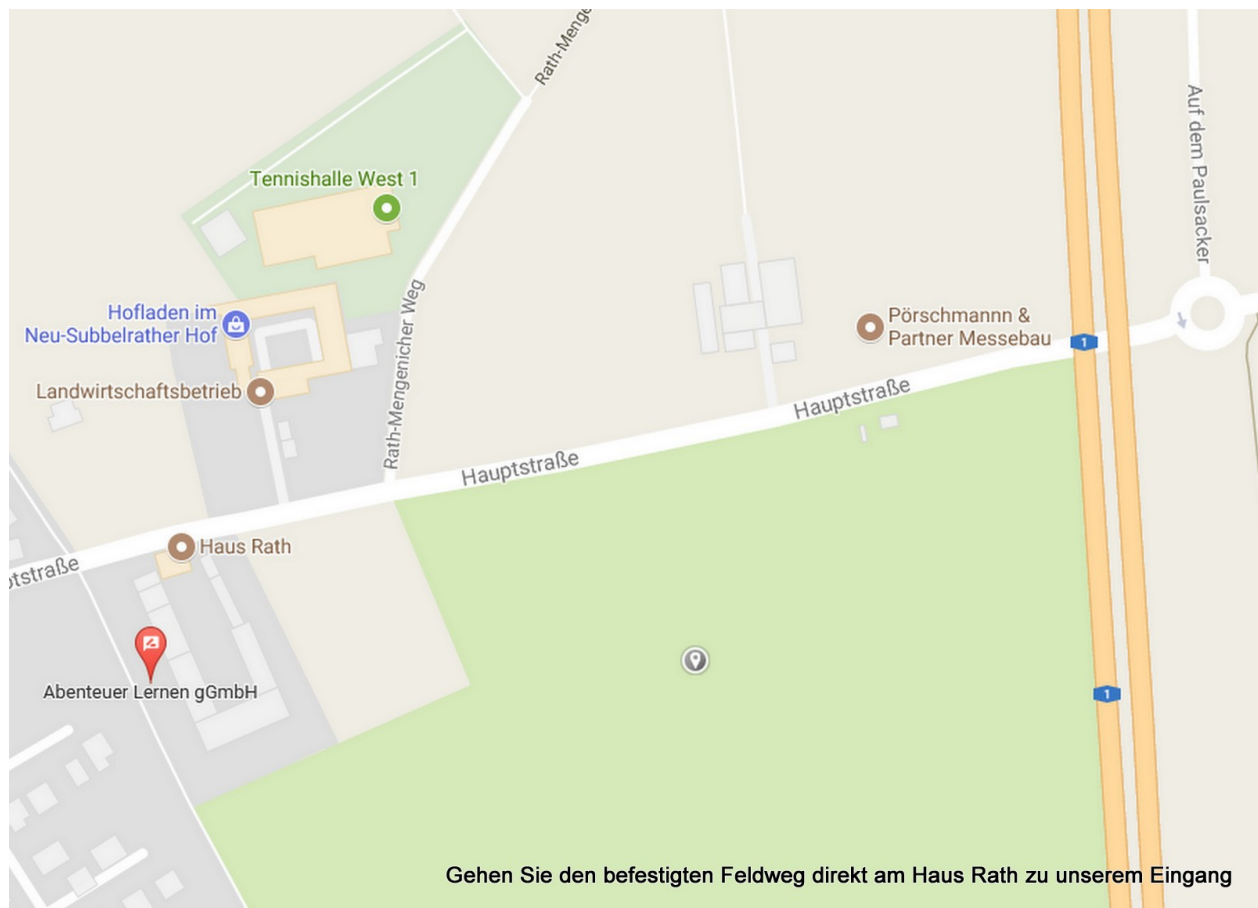 Rath-Menge
Auf dem Paulsacker
Tennishalle West 1
Rath-Mengenicher Weg
Hofladen im
Neu-Subbelrather Hof
Pörschmannn &
Partner Messebau
1
Landwirtschaftsbetrieb
Hauptstraße
Hauptstraße
Haus Rath
ptstraße
Abenteuer Lernen gGmbH
1
Gehen Sie den befestigten Feldweg direkt am Haus Rath zu unserem Eingang